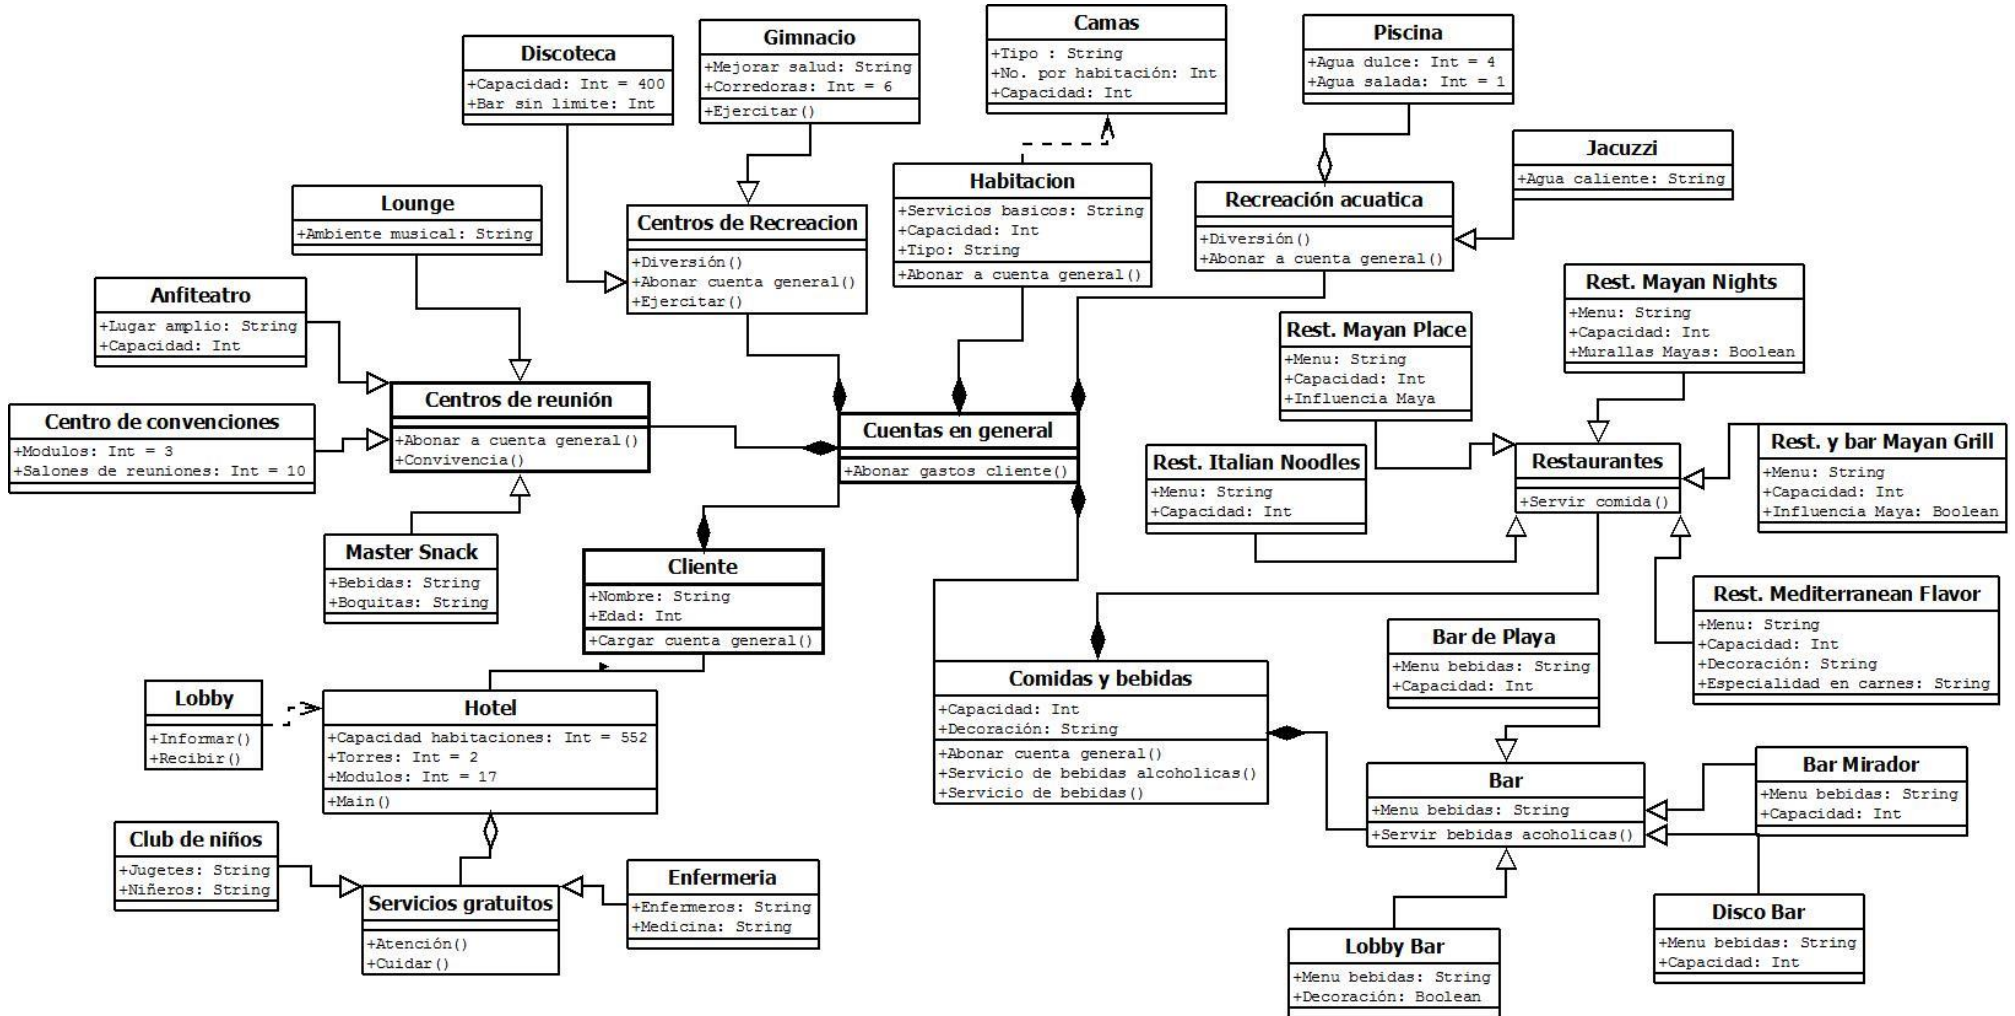 Discoteca
+Capacidad: Int = 400
+Bar sin limite: Int
Gimnacio
+Mejorar salud: String
+Corredoras: Int = 6
+Ejercitar()
Camas
+Tipo : String
+No. por habitación: Int
+Capacidad: Int
Piscina
+Agua dulce: Int = 4
+Agua salada: Int = 1
Jacuzzi
+Agua caliente: String
Lounge
+Ambiente musical: String
Centros de Recreacion
+Diversión()
+Abonar cuenta general()
+Ejercitar()
Habitacion
+Servicios basicos: String
+Capacidad: Int
+Tipo: String
+Abonar a cuenta general()
Recreación acuatica
+Diversión()
+Abonar a cuenta general()
Anfiteatro
+Lugar amplio: String
+Capacidad: Int
Rest. Mayan Nights
+Menu: String
+Capacidad: Int
+Murallas Mayas: Boolean
Rest. Mayan Place
+Menu: String
+Capacidad: Int
+Influencia Maya
Centro de convenciones
+Modulos: Int = 3
+Salones de reuniones: Int = 10
Centros de reunión
+Abonar a cuenta general()
+Convivencia()
Cuentas en general
+Abonar gastos cliente()
Rest. Italian Noodles
+Menu: String
+Capacidad: Int
Restaurantes
+Servir comida()
Rest. y bar Mayan Grill
+Menu: String
+Capacidad: Int
+Influencia Maya: Boolean
Master Snack
+Bebidas: String
+Boquitas: String
Cliente
+Nombre: String
+Edad: Int
+Cargar cuenta general()
Rest. Mediterranean Flavor
+Menu: String
+Capacidad: Int
+Decoración: String
+Especialidad en carnes: String
Bar de Playa
+Menu bebidas: String
+Capacidad: Int
Lobby
+Informar()
+Recibir()
Hotel
+Capacidad habitaciones: Int = 552
+Torres: Int = 2
+Modulos: Int = 17
+Main()
Comidas y bebidas
+Capacidad: Int
+Decoración: String
+Abonar cuenta general()
+Servicio de bebidas alcoholicas()
+Servicio de bebidas()
Bar
+Menu bebidas: String
+Servir bebidas acoholicas()
Bar Mirador
+Menu bebidas: String
+Capacidad: Int
Club de niños
+Jugetes: String
+Niñeros: String
Servicios gratuitos
+Atención()
+Cuidar()
Enfermeria
+Enfermeros: String
+Medicina: String
Disco Bar
+Menu bebidas: String
+Capacidad: Int
Lobby Bar
+Menu bebidas: String
+Decoración: Boolean